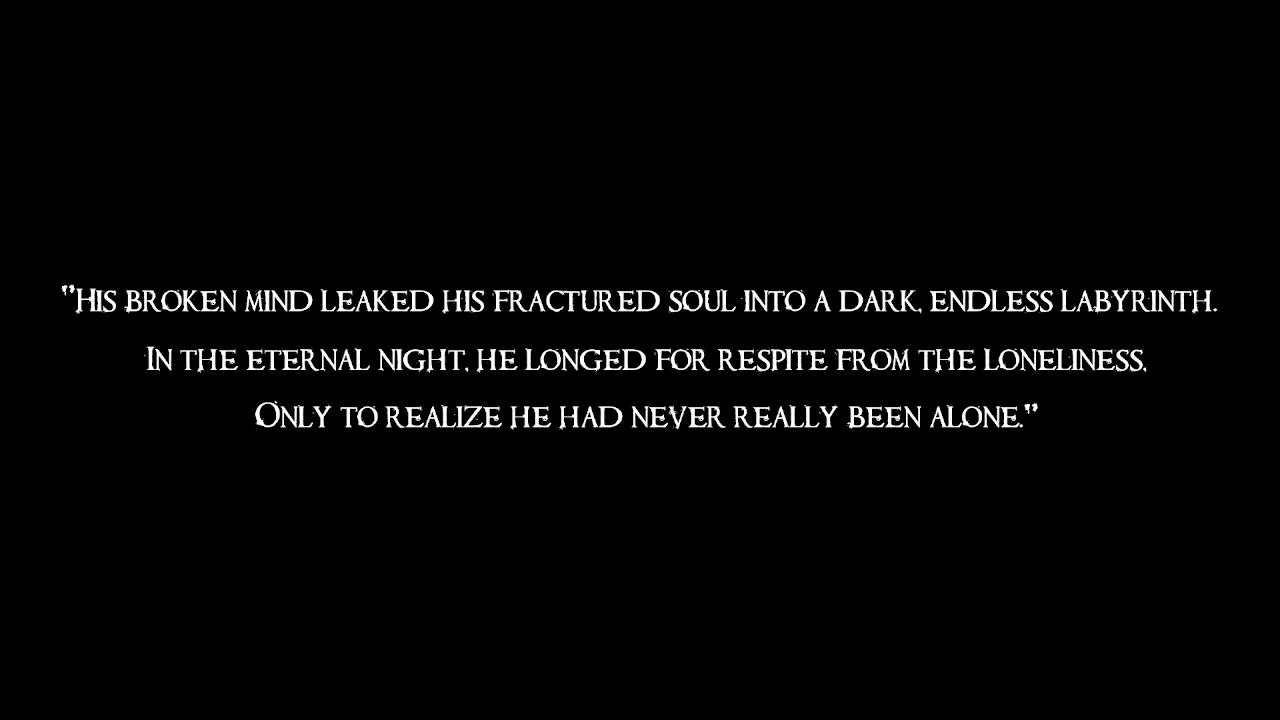 "His broken mind leaked his fractured soul into a dark, endless labyrinth.
In the eternal night, he longed for respite from the loneliness,
Only to realize he had never really been alone."